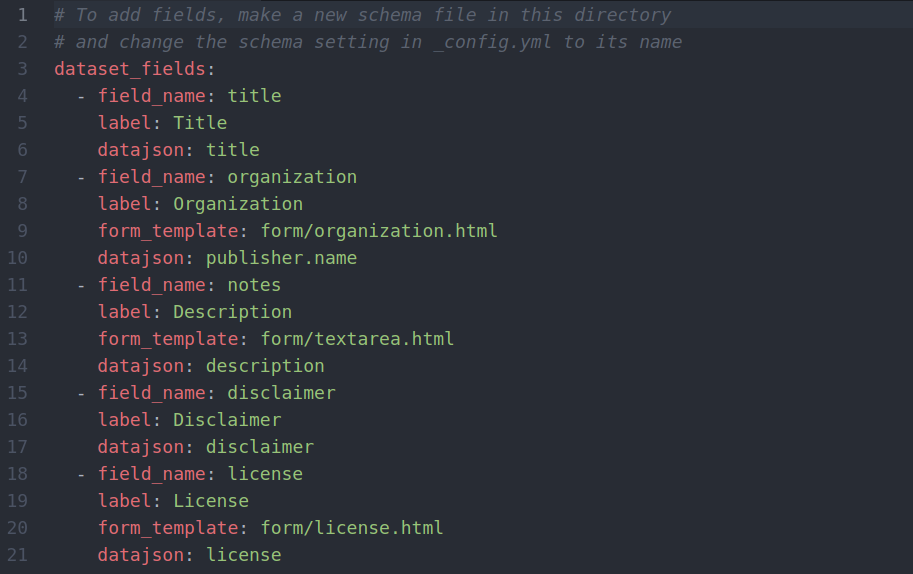 1 # To add fields, make a new schema file in this directory
2 # and change the schema setting in _config.yml to its name
3 dataset_fields:
4   - field_name: title
5     label: Title
6     datajson: title
7   - field_name: organization
8     label: Organization
9     form_template: form/organization.html
10     datajson: publisher.name
11   - field_name: notes
12     label: Description
13     form_template: form/textarea.html
14     datajson: description
15   - field_name: disclaimer
16     label: Disclaimer
17     datajson: disclaimer
18   - field_name: license
19     label: License
20     form_template: form/license.html
21     datajson: license